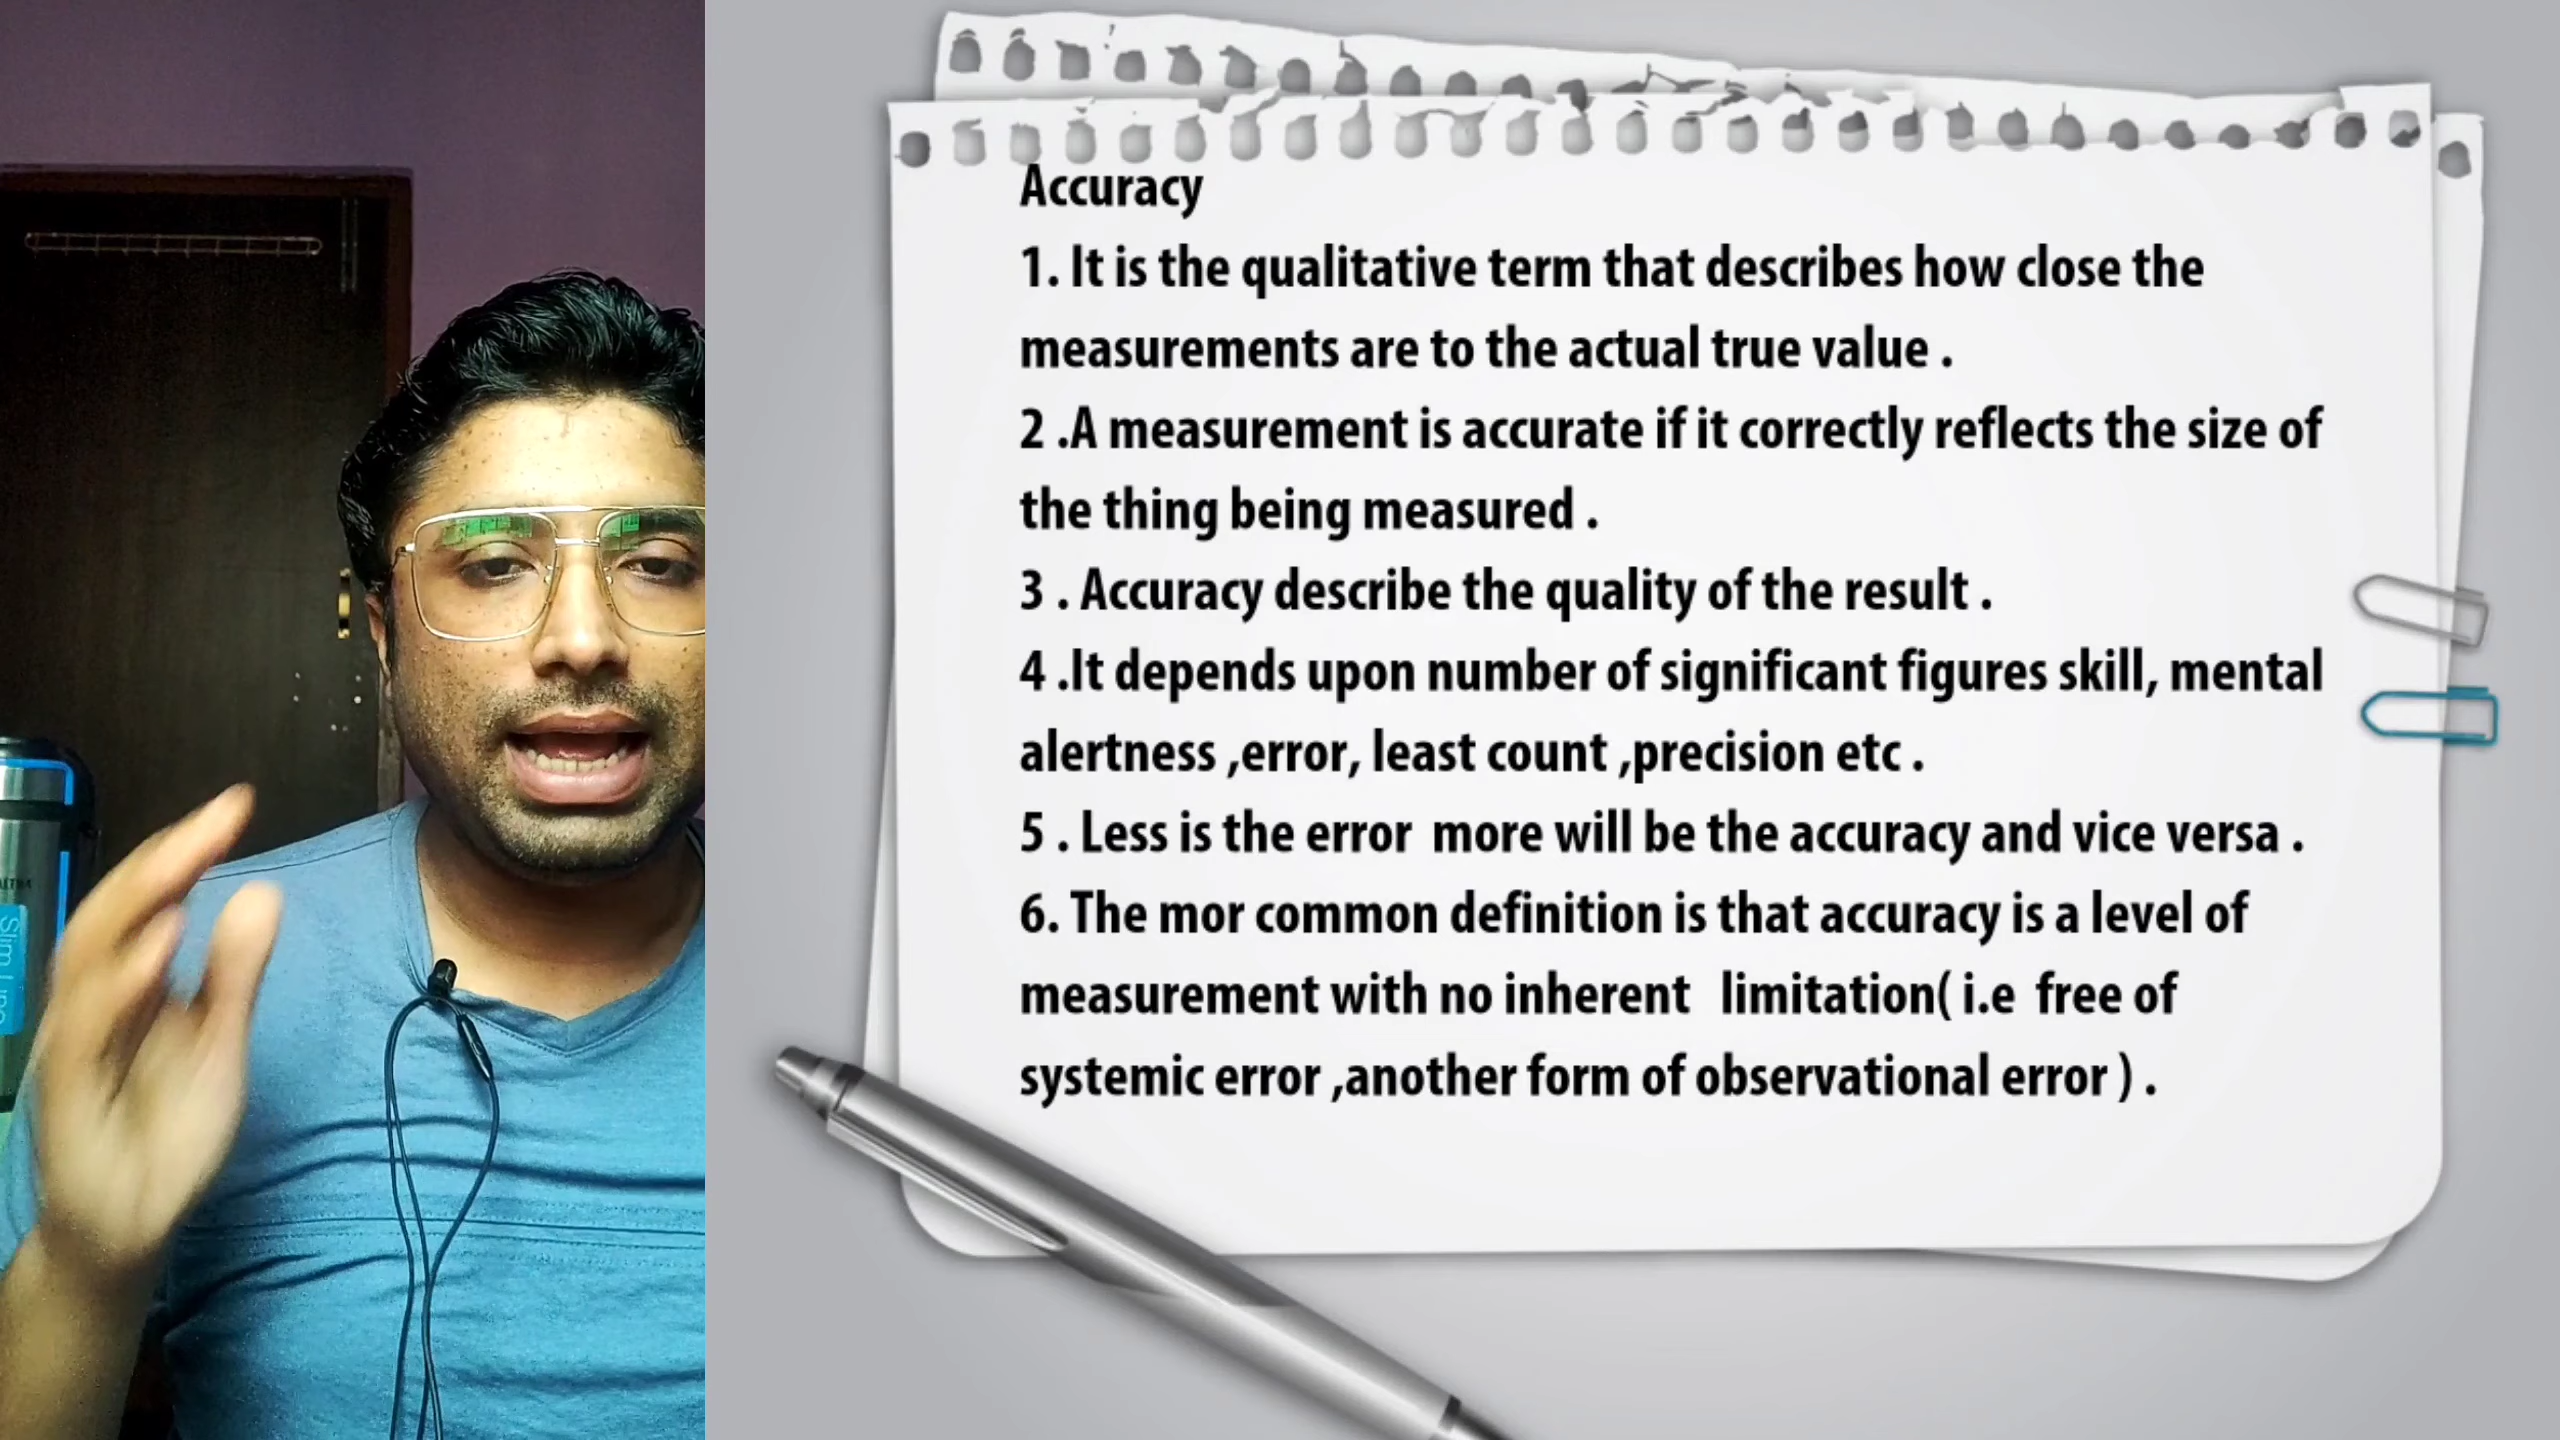 Accuracy
1. It is the qualitative term that describes how close the
measurements are to the actual true value .
2 .A measurement is accurate if it correctly reflects the size of
the thing being measured .
3 . Accuracy describe the quality of the result .
4 .It depends upon number of significant figures skill, mental
alertness ,error, least count ,precision etc .
5 . Less is the error  more will be the accuracy and vice versa .
6. The mor common definition is that accuracy is a level of
measurement with no inherent   limitation( i.e  free of
systemic error ,another form of observational error ) .